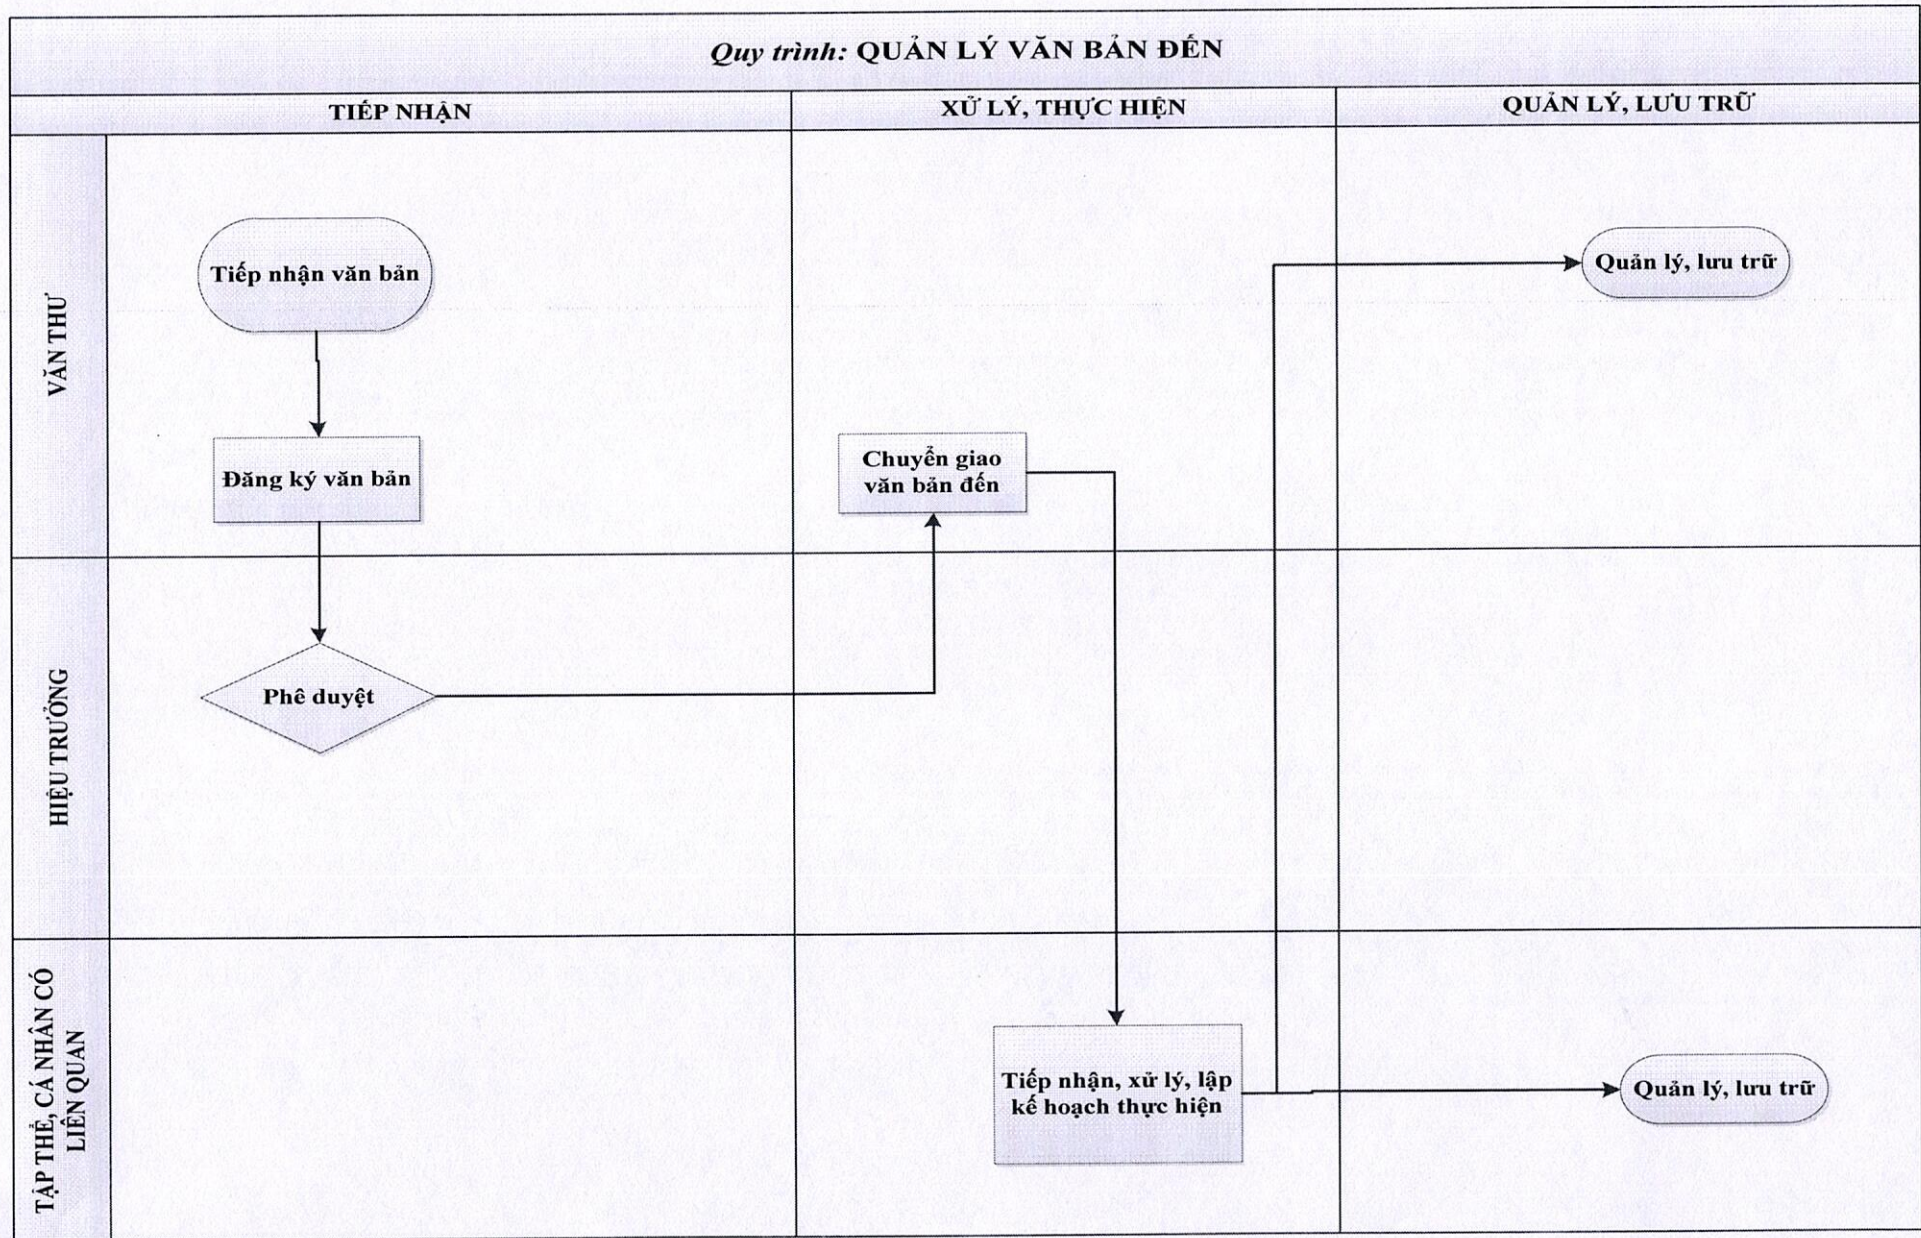 Quy trình: QUẢN LÝ VĂN BẢN ĐẾN
TIẾP NHẬN
XỬ LÝ, THỰC HIỆN
QUẢN LÝ, LƯU TRỮ
VĂN THƯ
Tiếp nhận văn bản
Quản lý, lưu trữ
Đăng ký văn bản
Chuyển giao
văn bản đến
HIỆU TRƯỞNG
Phê duyệt
TẬP THỂ, CÁ NHÂN CÓ
LIÊN QUAN
Tiếp nhận, xử lý, lập
kế hoạch thực hiện
Quản lý, lưu trữ